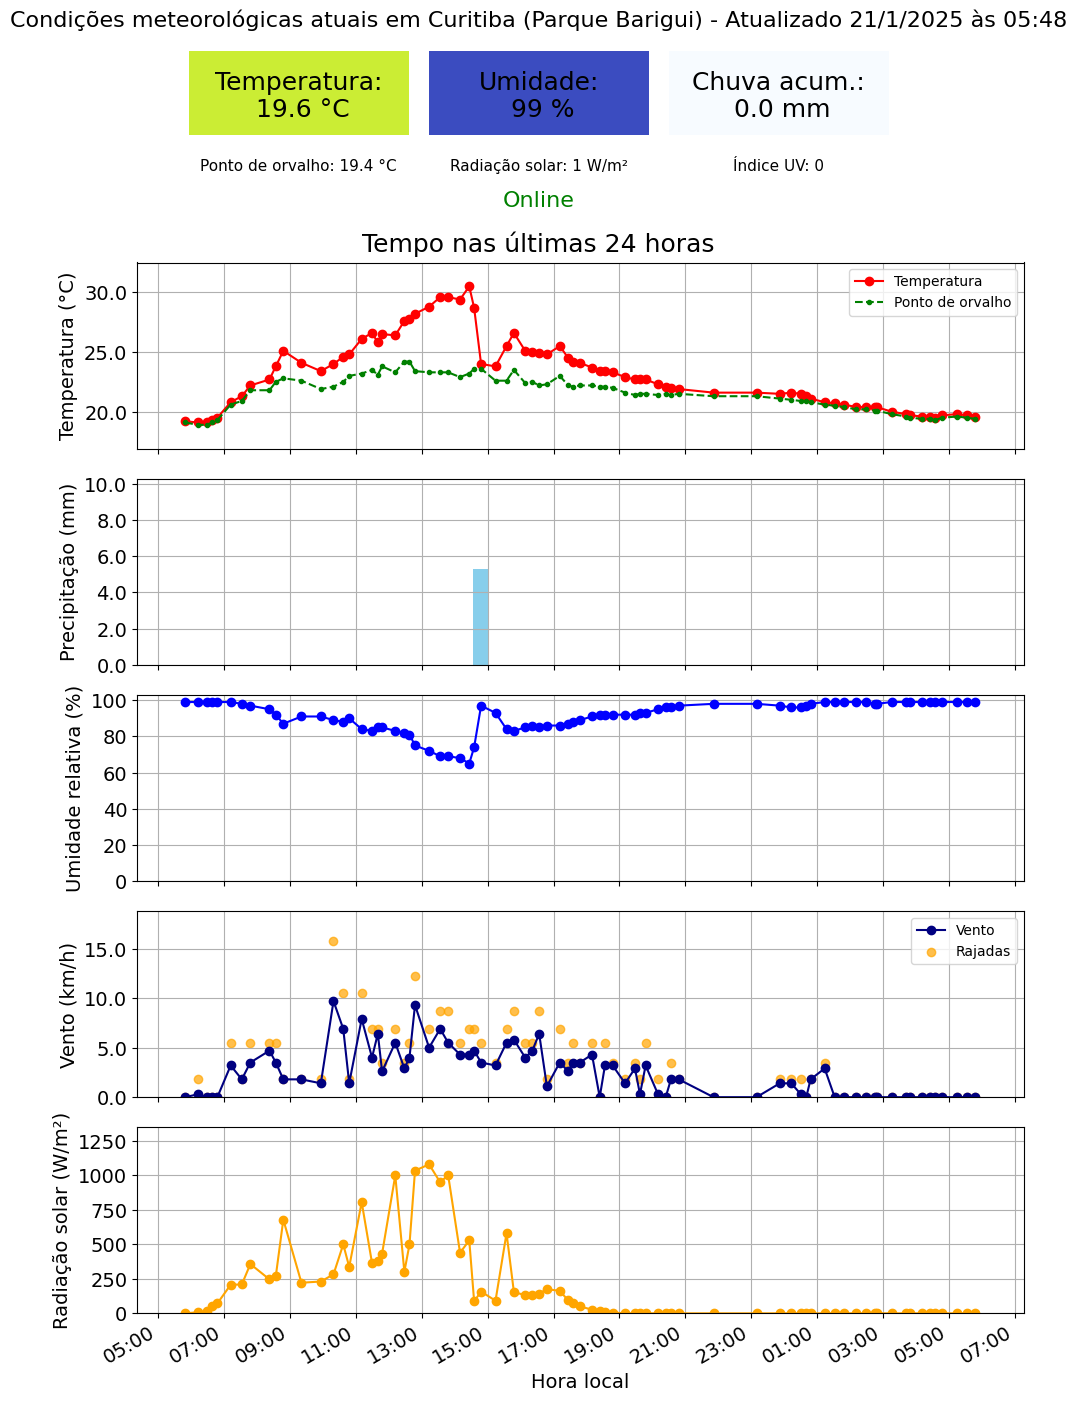 Condições meteorológicas atuais em Curitiba (Parque Barigui) - Atualizado 21/1/2025 às 05:48
Temperatura:
19.6 °C
Umidade:
99 %
Chuva acum.:
0.0 mm
Ponto de orvalho: 19.4 °C
Radiação solar: 1 W/m²
Índice UV: 0
Online
Tempo nas últimas 24 horas
Temperatura (°C)
30.0
25.0
20.0
Temperatura
Ponto de orvalho
Precipitação (mm)
10.0
8.0
6.0
4.0
2.0
0.0
Umidade relativa (%)
100
80
60
40
20
0
Vento (km/h)
15.0
10.0
5.0
0.0
Vento
Rajadas
Radiação solar (W/m²)
1250
1000
750
500
250
0
05:00
07:00
09:00
11:00
13:00
15:00
17:00
19:00
21:00
23:00
01:00
03:00
05:00
07:00
Hora local